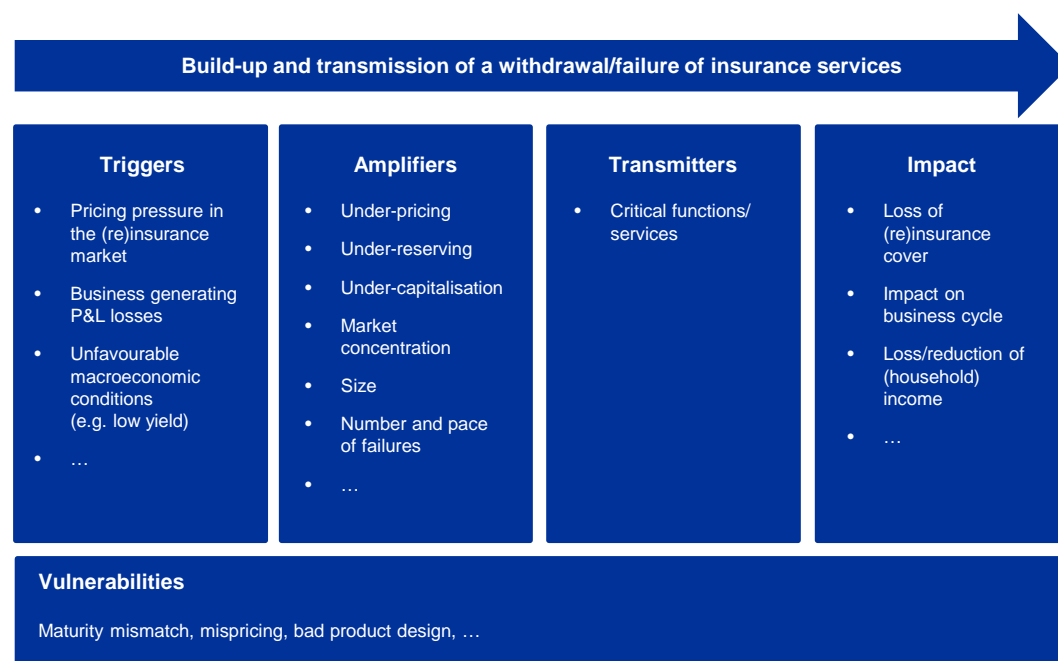 Build-up and transmission of a withdrawal/failure of insurance services
Triggers
• Pricing pressure in
the (re)insurance
market
• Business generating
P&L losses
• Unfavourable
macroeconomic
conditions
(e.g. low yield)
• …
Amplifiers
• Under-pricing
• Under-reserving
• Under-capitalisation
• Market
concentration
• Size
• Number and pace
of failures
• …
Transmitters
• Critical functions/
services
Impact
• Loss of
(re)insurance
cover
• Impact on
business cycle
• Loss/reduction of
(household)
income
• …
Vulnerabilities
Maturity mismatch, mispricing, bad product design, …